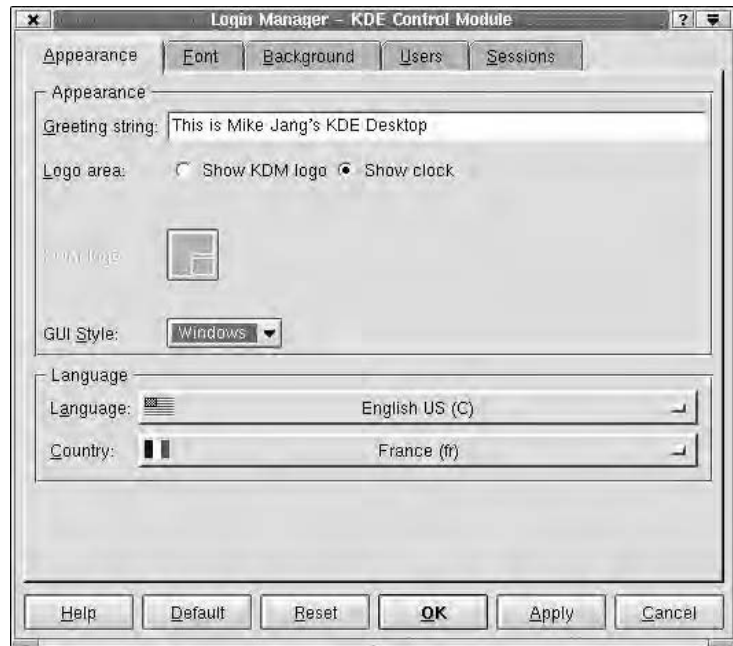 Login Manager – KDE Control Module ?
Appearance Font Background Users Sessions
Appearance
Greeting string: This is Mike Jang's KDE Desktop
Logo area: Show KDM logo Show clock
KDM logo:
GUI Style: Windows
Language
Language: English US (C)
Country: France (fr)
Help Default Reset OK Apply Cancel